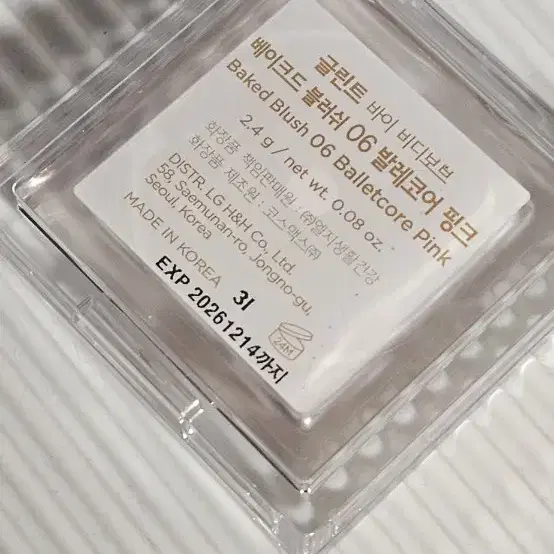 글린트 바이 비디보브
베이크드 블러쉬 06 발레코어 핑크
Baked Blush 06 Balletcore Pink
2.4 g / net wt. 0.08 oz.
화장품 책임판매원 : ㈜엘지생활건강
화장품 제조원 : 코스맥스㈜
DISTR. LG H&H Co., Ltd.
58, Saemunan-ro, Jongno-gu,
Seoul, Korea
MADE IN KOREA
3I
EXP 20261214까지
24M